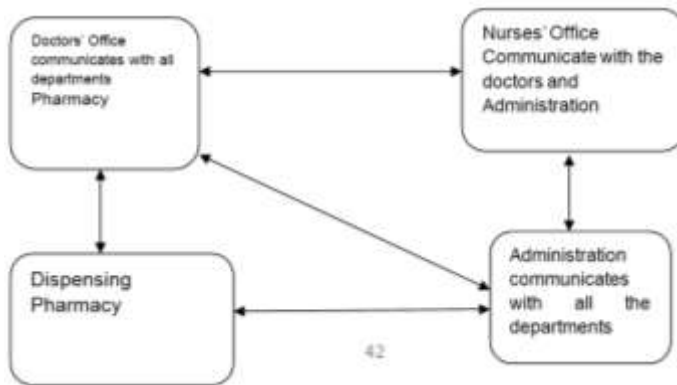 Doctors´ Office
communicates with all
departments
Pharmacy
Nurses´ Office
Communicate with the
doctors and
Administration
Dispensing
Pharmacy
Administration
communicates
with all the
departments
42